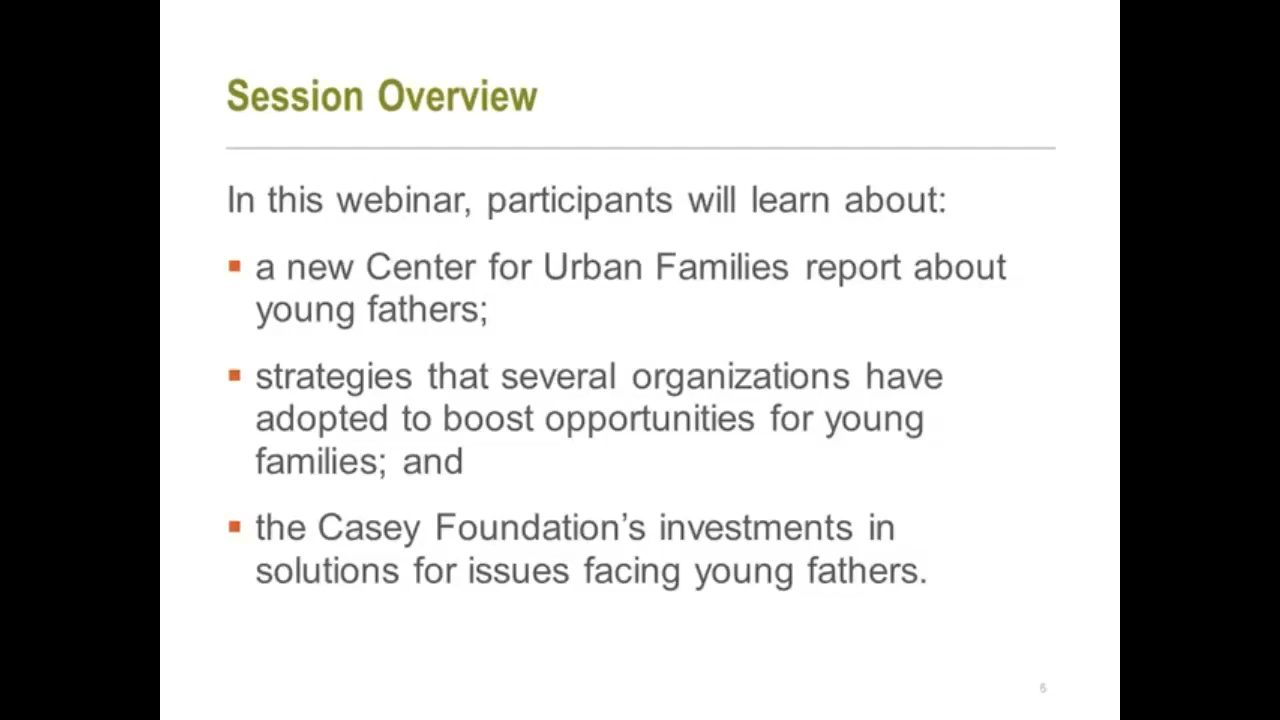 Session Overview
In this webinar, participants will learn about:
▪ a new Center for Urban Families report about
young fathers;
▪ strategies that several organizations have
adopted to boost opportunities for young
families; and
▪ the Casey Foundation’s investments in
solutions for issues facing young fathers.